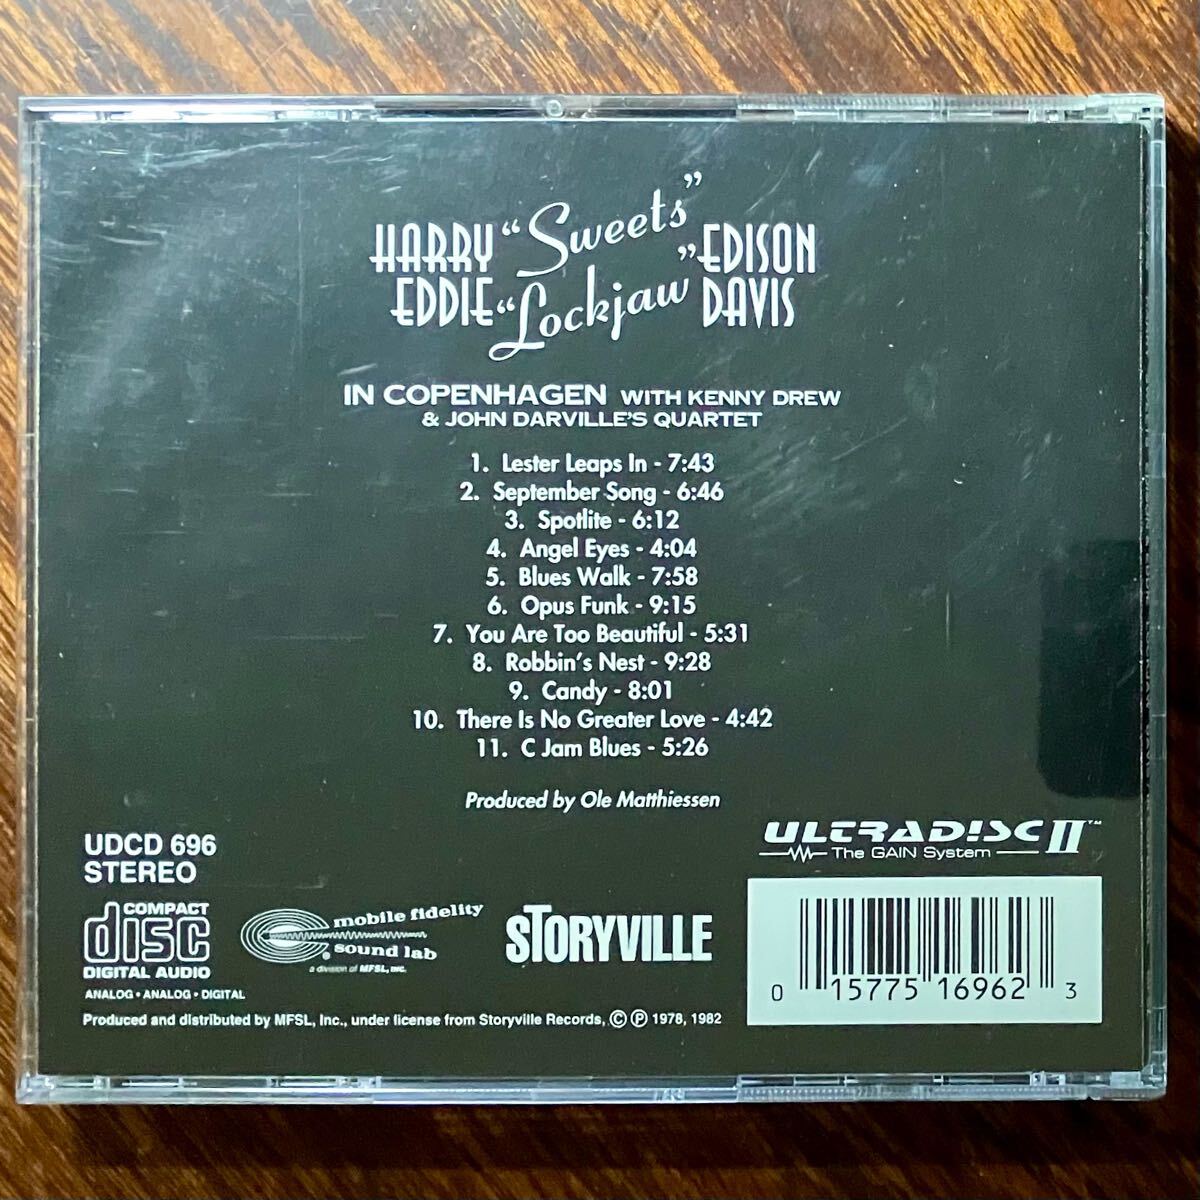 HARRY "Sweets" EDISON
EDDIE "Lockjaw" DAVIS
IN COPENHAGEN WITH KENNY DREW
& JOHN DARVILLE'S QUARTET
1. Lester Leaps In - 7:43
2. September Song - 6:46
3. Spotlite - 6:12
4. Angel Eyes - 4:04
5. Blues Walk - 7:58
6. Opus Funk - 9:15
7. You Are Too Beautiful - 5:31
8. Robbin's Nest - 9:28
9. Candy - 8:01
10. There Is No Greater Love - 4:42
11. C Jam Blues - 5:26
Produced by Ole Matthiessen
UDCD 696
STEREO
COMPACT
disc
DIGITAL AUDIO
ANALOG • ANALOG • DIGITAL
mobile fidelity
® sound lab
a division of MFSL, INC.
STORYVILLE
ULTRADISC II™
The GAIN System
0 15775 16962 3
Produced and distributed by MFSL, Inc., under license from Storyville Records, © ℗ 1978, 1982